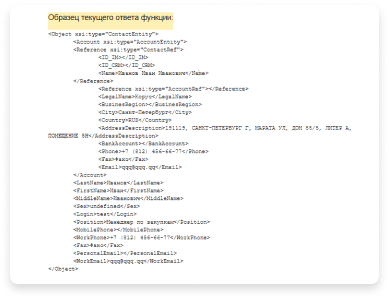 Образец текущего ответа функции:
<Object xsi:type="ContactEntity">
<Account xsi:type="AccountEntity">
<Reference xsi:type="ContactRef">
<ID_IM></ID_IM>
<ID_CRM></ID_CRM>
<Name>Иванов Иван Иванович</Name>
</Reference>
<Reference xsi:type="AccountRef"></Reference>
<LegalName>Корус</LegalName>
<BusinesRegion></BusinesRegion>
<City>Санкт-Петербург</City>
<Country>RUS</Country>
<AddressDescription>191119, САНКТ-ПЕТЕРБУРГ Г, МАРАТА УЛ, ДОМ 55/5, ЛИТЕР А,
ПОМЕЩЕНИЕ 8Н</AddressDescription>
<BankAccount></BankAccount>
<Phone>+7 (812) 456-66-77</Phone>
<Fax>Факс</Fax>
<Email>qqq@qqq.qq</Email>
</Account>
<LastName>Иванов</LastName>
<FirstName>Иван</FirstName>
<MiddleName>Иванович</MiddleName>
<Sex>undefined</Sex>
<Login>test</Login>
<Position>Менеджер по закупкам</Position>
<MobilePhone></MobilePhone>
<WorkPhone>+7 (812) 456-66-77</WorkPhone>
<Fax>Факс</Fax>
<PersonalEmail></PersonalEmail>
<WorkEmail>qqq@qqq.qq</WorkEmail>
</Object>